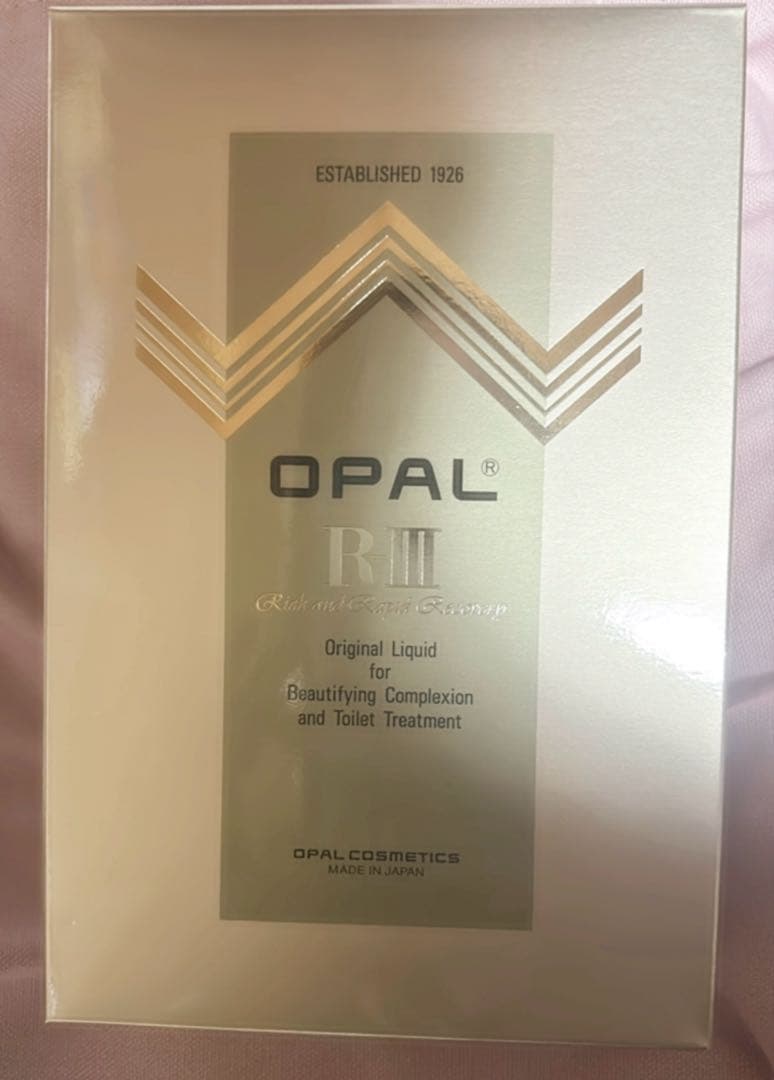 ESTABLISHED 1926
OPAL®
R-III
Rich and Rapid Recovery
Original Liquid
for
Beautifying Complexion
and Toilet Treatment
OPAL COSMETICS
MADE IN JAPAN